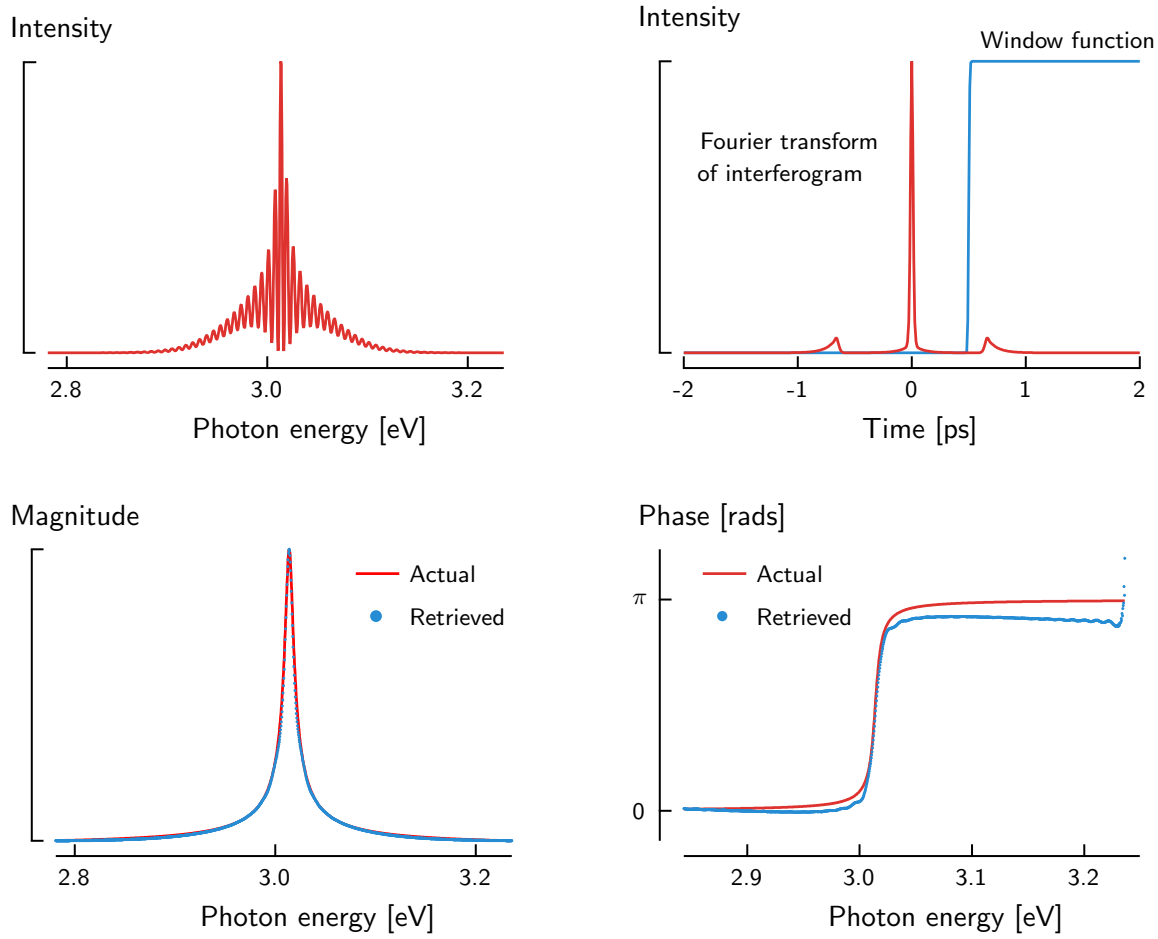 Intensity
2.8 3.0 3.2
Photon energy [eV]
Intensity
Window function
Fourier transform
of interferogram
-2 -1 0 1 2
Time [ps]
Magnitude
Actual
Retrieved
2.8 3.0 3.2
Photon energy [eV]
Phase [rads]
Actual
π
Retrieved
0
2.9 3.0 3.1 3.2
Photon energy [eV]